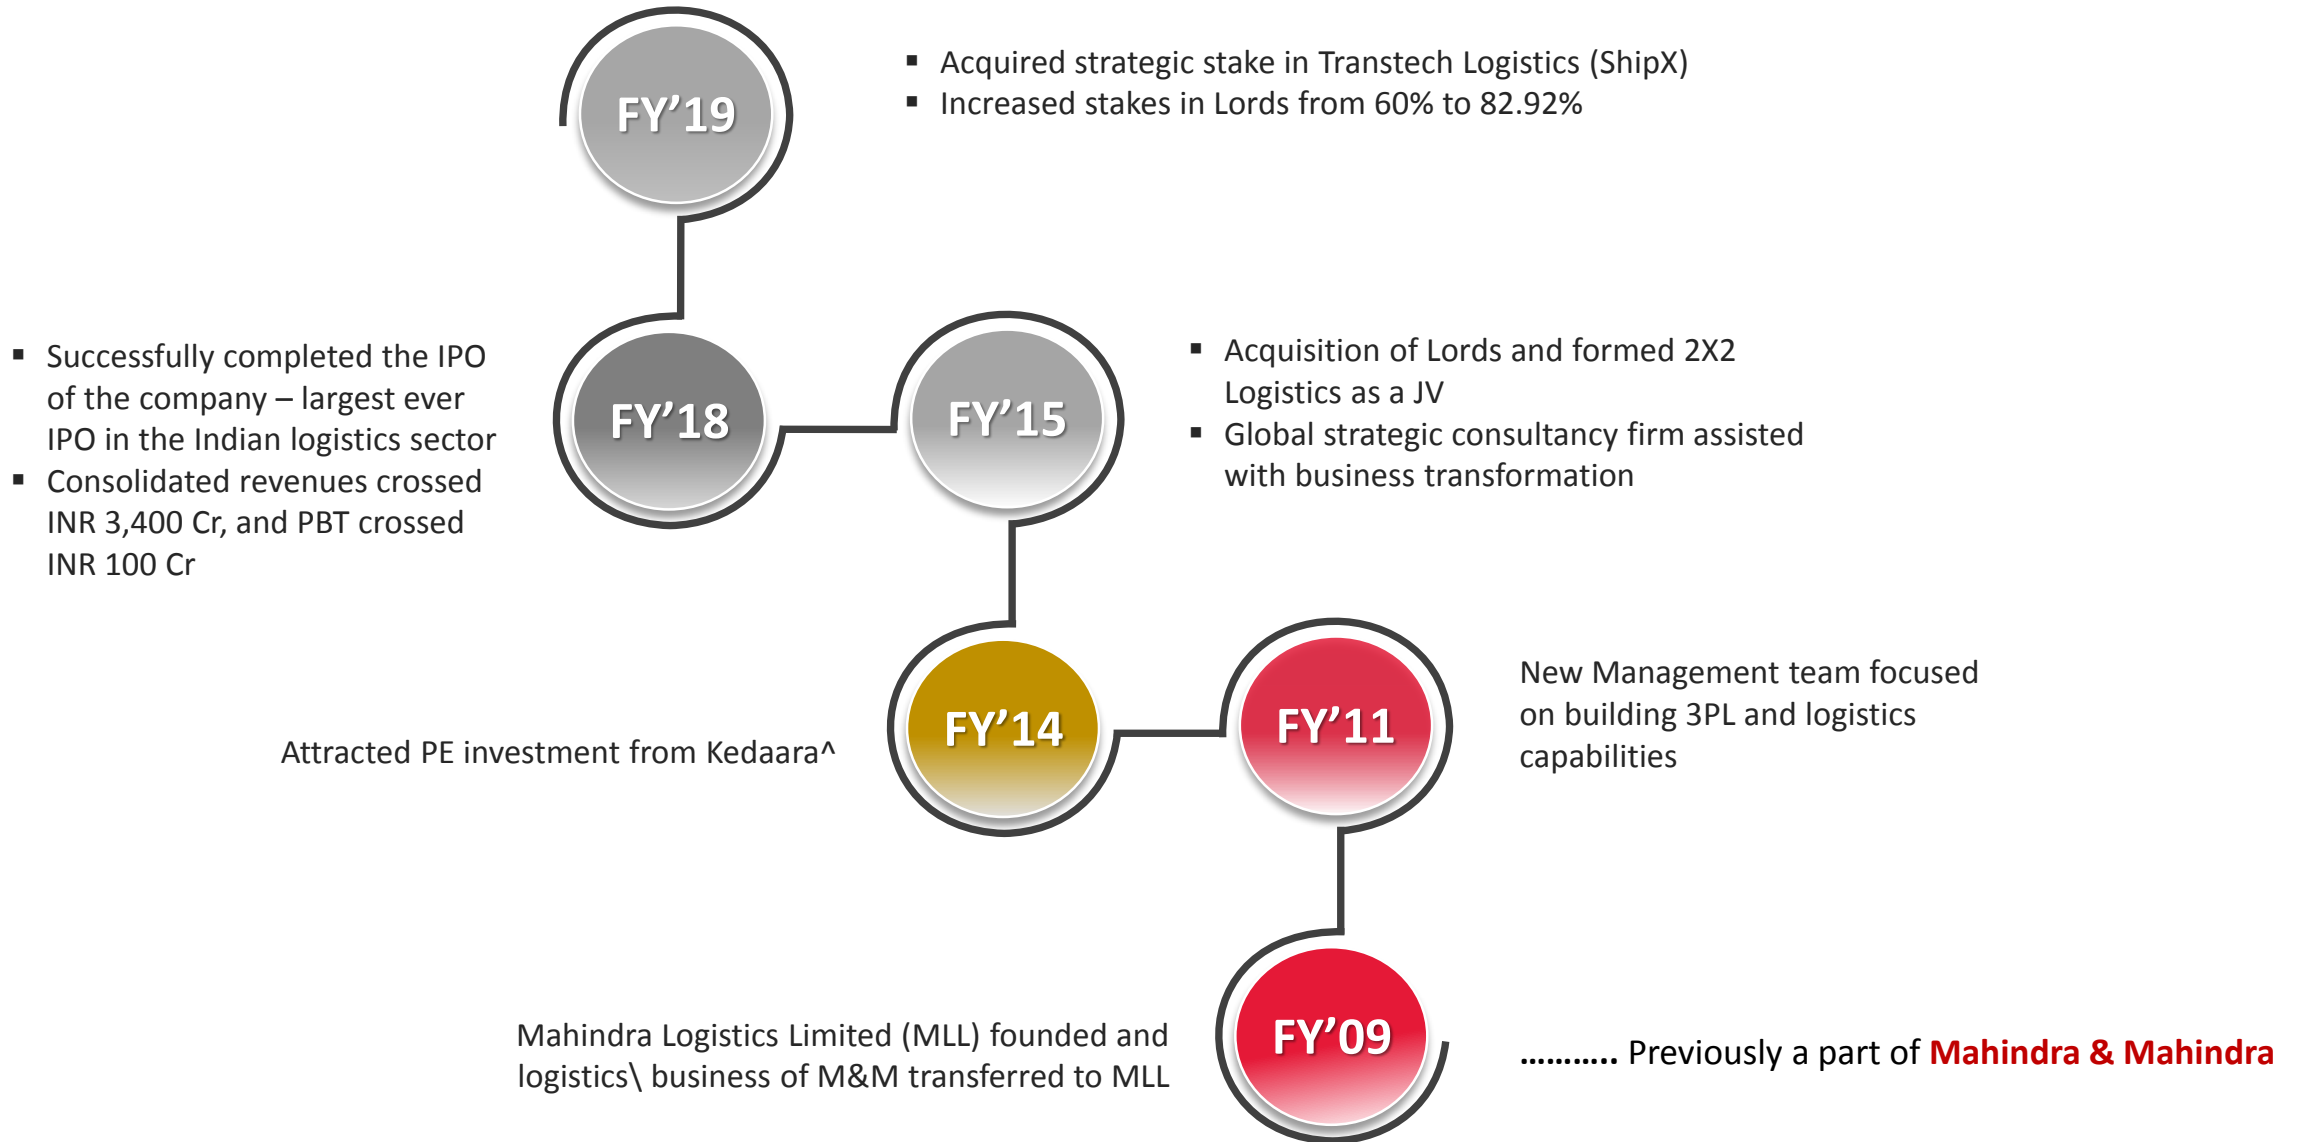 FY’19
▪ Acquired strategic stake in Transtech Logistics (ShipX)
▪ Increased stakes in Lords from 60% to 82.92%
▪ Successfully completed the IPO
of the company – largest ever
IPO in the Indian logistics sector
▪ Consolidated revenues crossed
INR 3,400 Cr, and PBT crossed
INR 100 Cr
FY’18
FY’15
▪ Acquisition of Lords and formed 2X2
Logistics as a JV
▪ Global strategic consultancy firm assisted
with business transformation
Attracted PE investment from Kedaara^
FY’14
FY’11
New Management team focused
on building 3PL and logistics
capabilities
Mahindra Logistics Limited (MLL) founded and
logistics\ business of M&M transferred to MLL
FY’09
……….. Previously a part of Mahindra & Mahindra